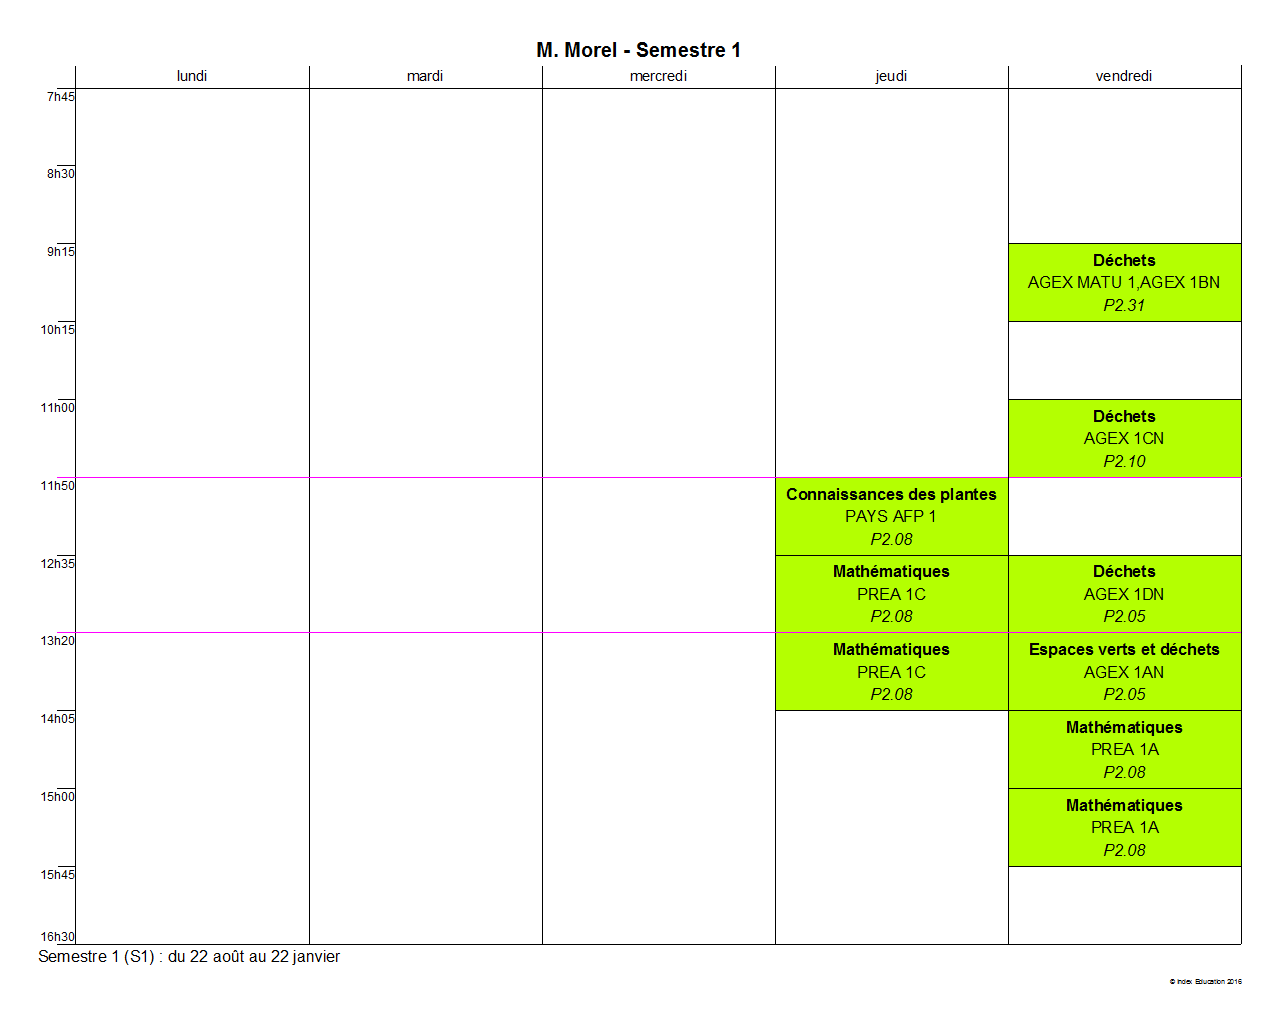 M. Morel - Semestre 1
lundi mardi mercredi jeudi vendredi
7h45
8h30
9h15
Déchets
AGEX MATU 1,AGEX 1BN
P2.31
10h15
11h00
Déchets
AGEX 1CN
P2.10
11h50
Connaissances des plantes
PAYS AFP 1
P2.08
12h35
Mathématiques
PREA 1C
P2.08
Déchets
AGEX 1DN
P2.05
13h20
Mathématiques
PREA 1C
P2.08
Espaces verts et déchets
AGEX 1AN
P2.05
14h05
Mathématiques
PREA 1A
P2.08
15h00
Mathématiques
PREA 1A
P2.08
15h45
16h30
Semestre 1 (S1) : du 22 août au 22 janvier
© Index Education 2016